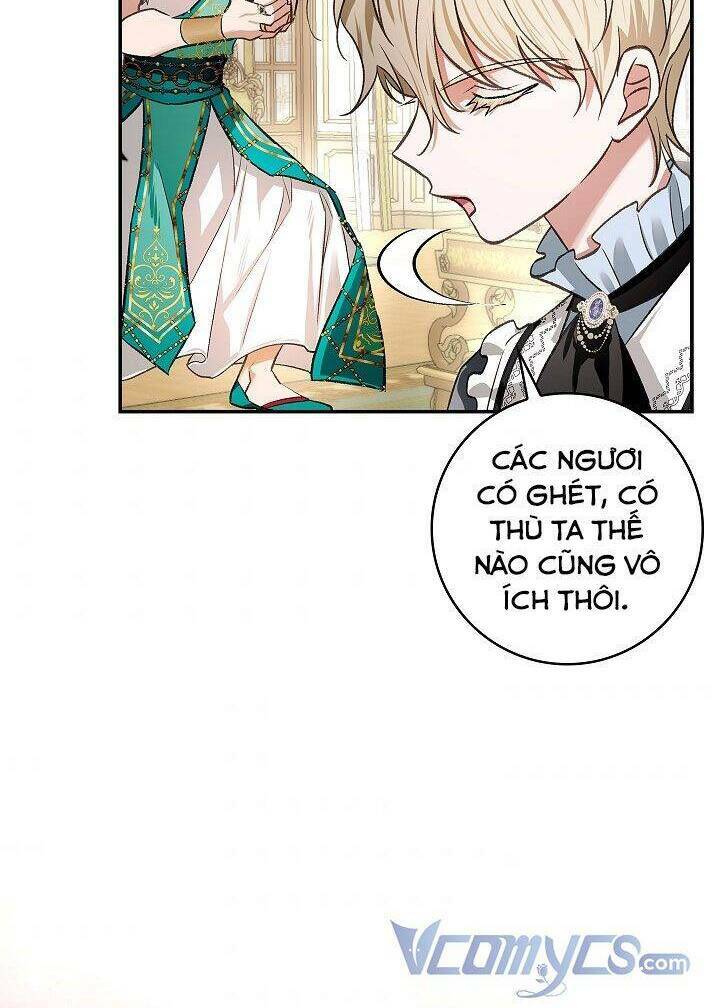 CÁC NGƯƠI
CÓ GHÉT, CÓ
THÙ TA THẾ
NÀO CŨNG VÔ
ÍCH THÔI.
VCOMYCS.com